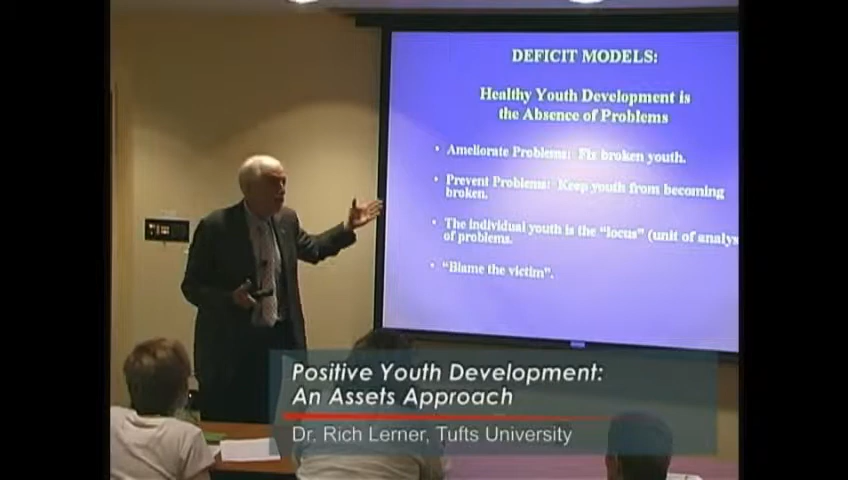 DEFICIT MODELS:
Healthy Youth Development is
the Absence of Problems
• Ameliorate Problems: Fix broken youth.
• Prevent Problems: Keep youth from becoming
broken.
• The individual youth is the "locus" (unit of analys
of problems.
• "Blame the victim".
Positive Youth Development:
An Assets Approach
Dr. Rich Lerner, Tufts University